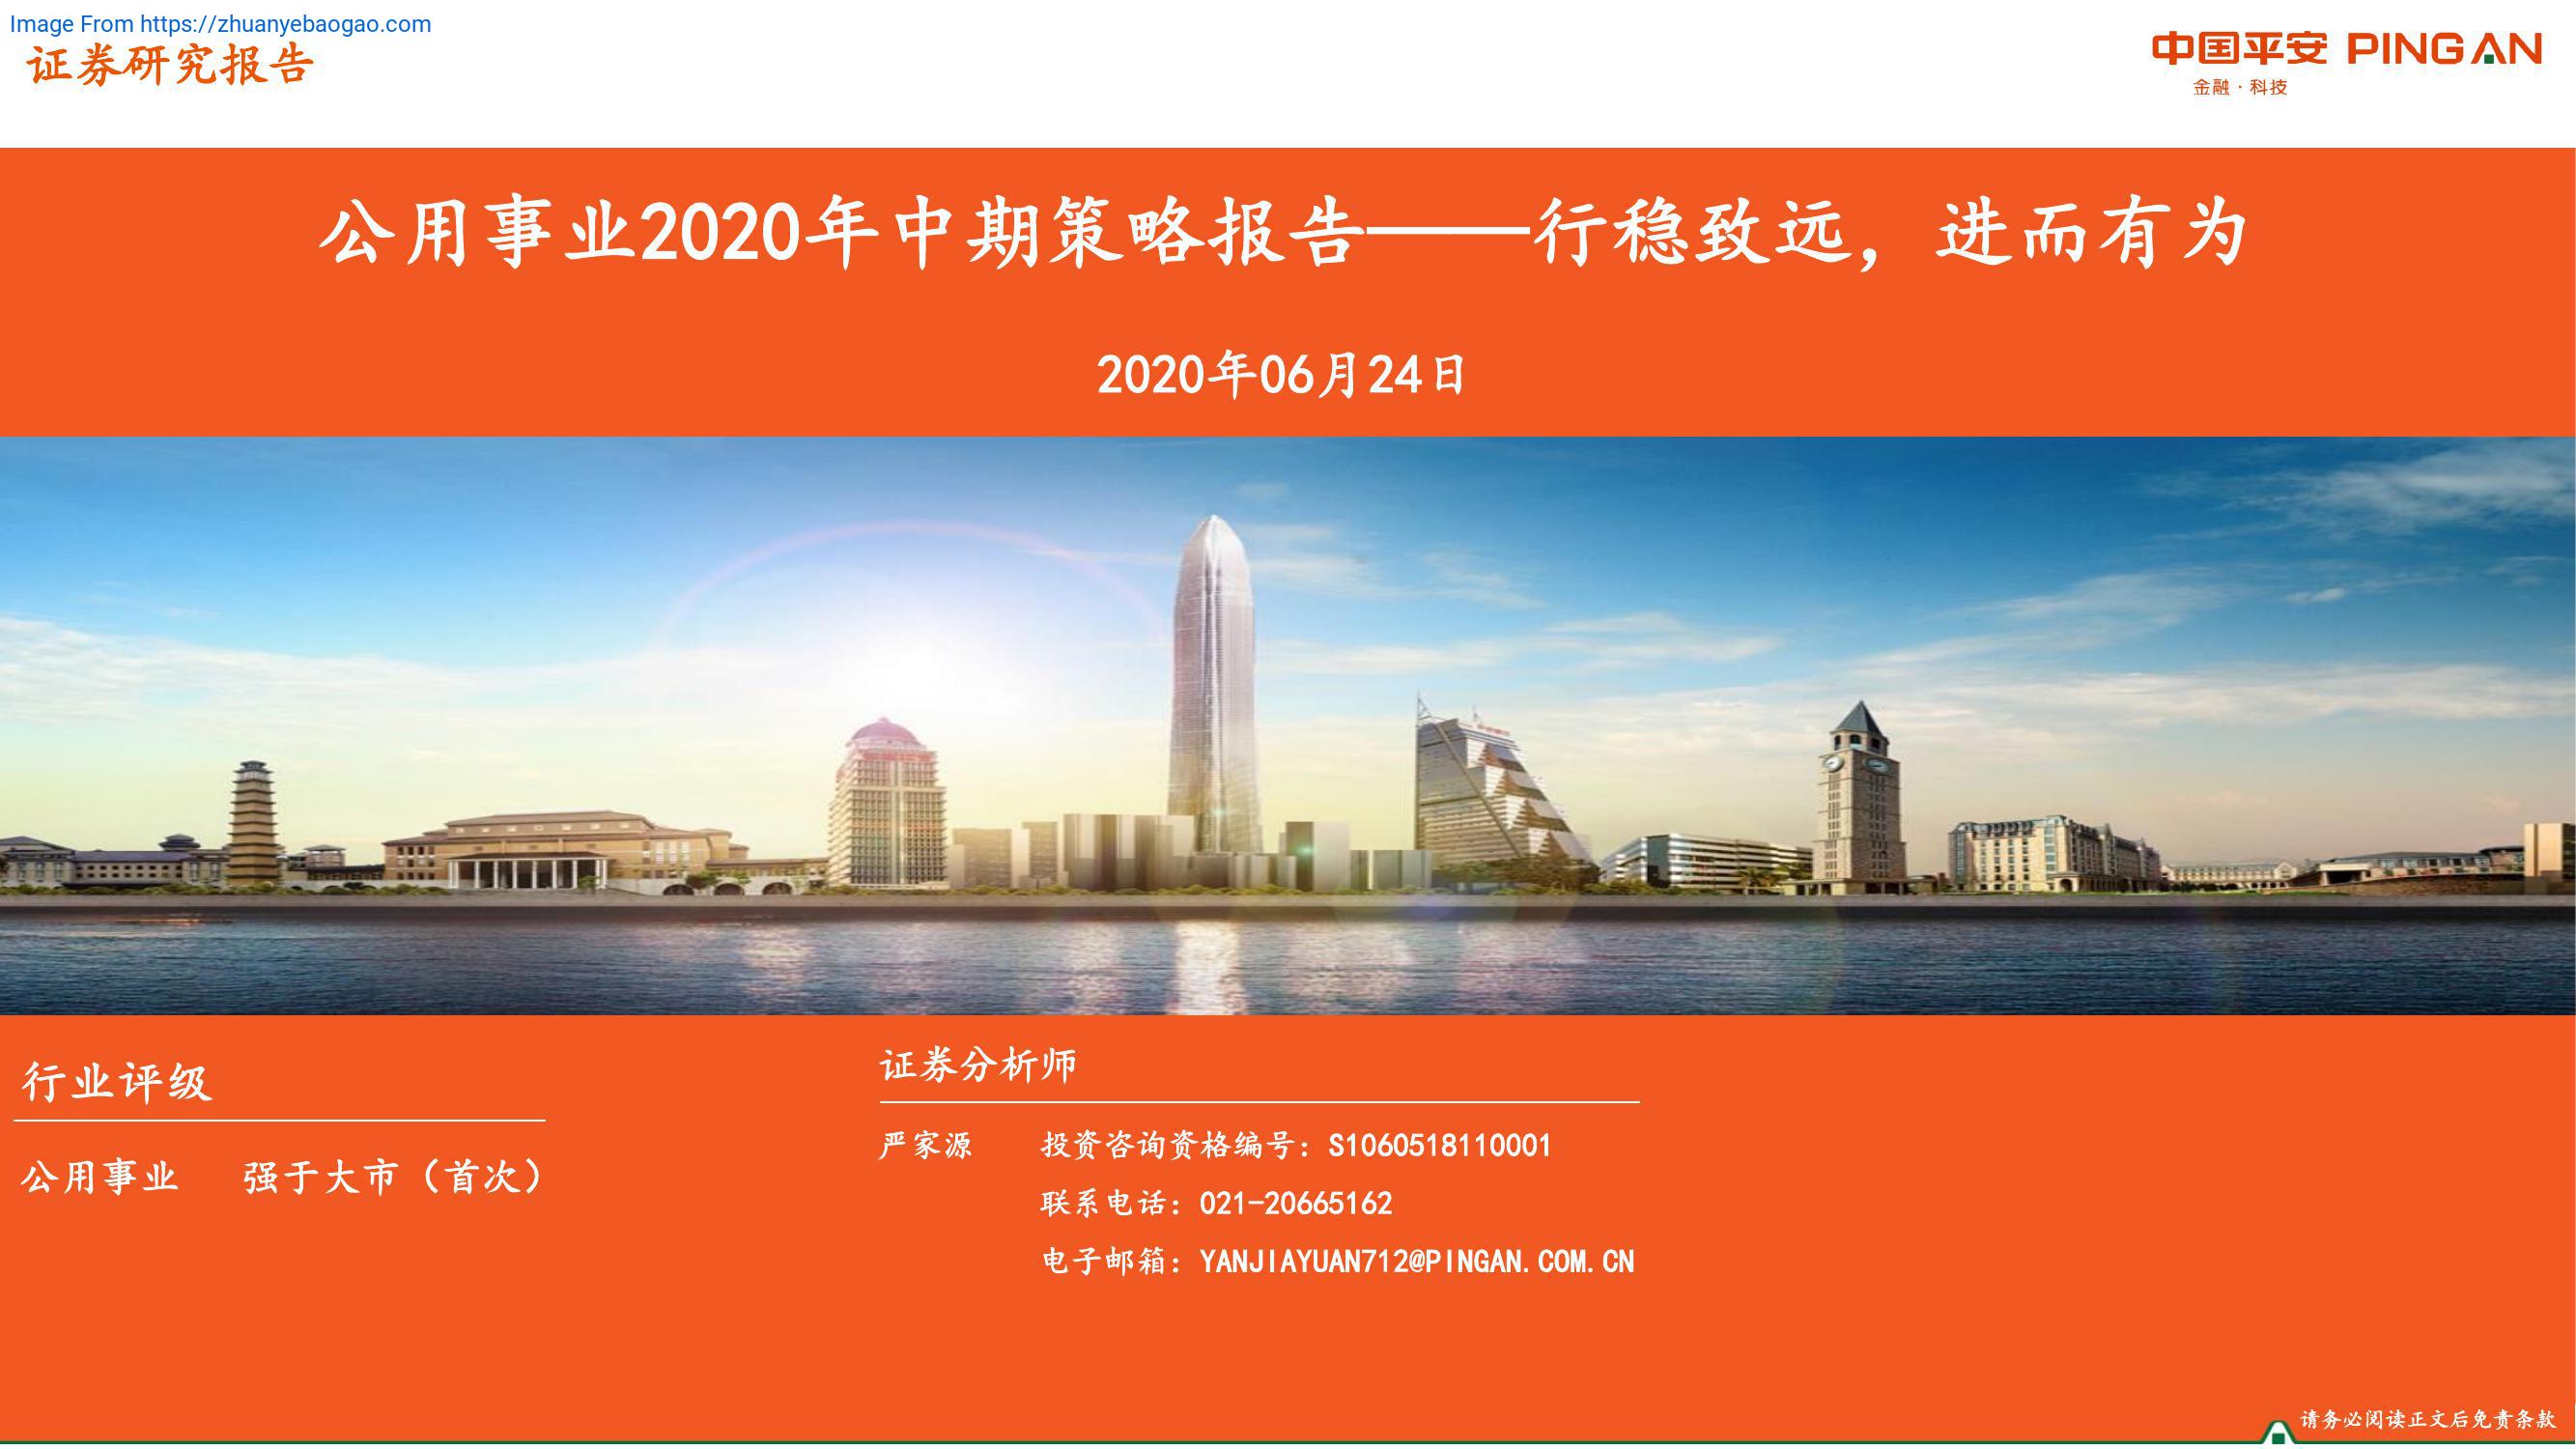 Image From https://zhuanyebaogao.com
证券研究报告
中国平安 PINGAN
金融·科技
公用事业2020年中期策略报告——行稳致远，进而有为
2020年06月24日
行业评级
公用事业 强于大市（首次）
证券分析师
严家源 投资咨询资格编号：S1060518110001
联系电话：021-20665162
电子邮箱：YANJIAYUAN712@PINGAN.COM.CN
请务必阅读正文后免责条款